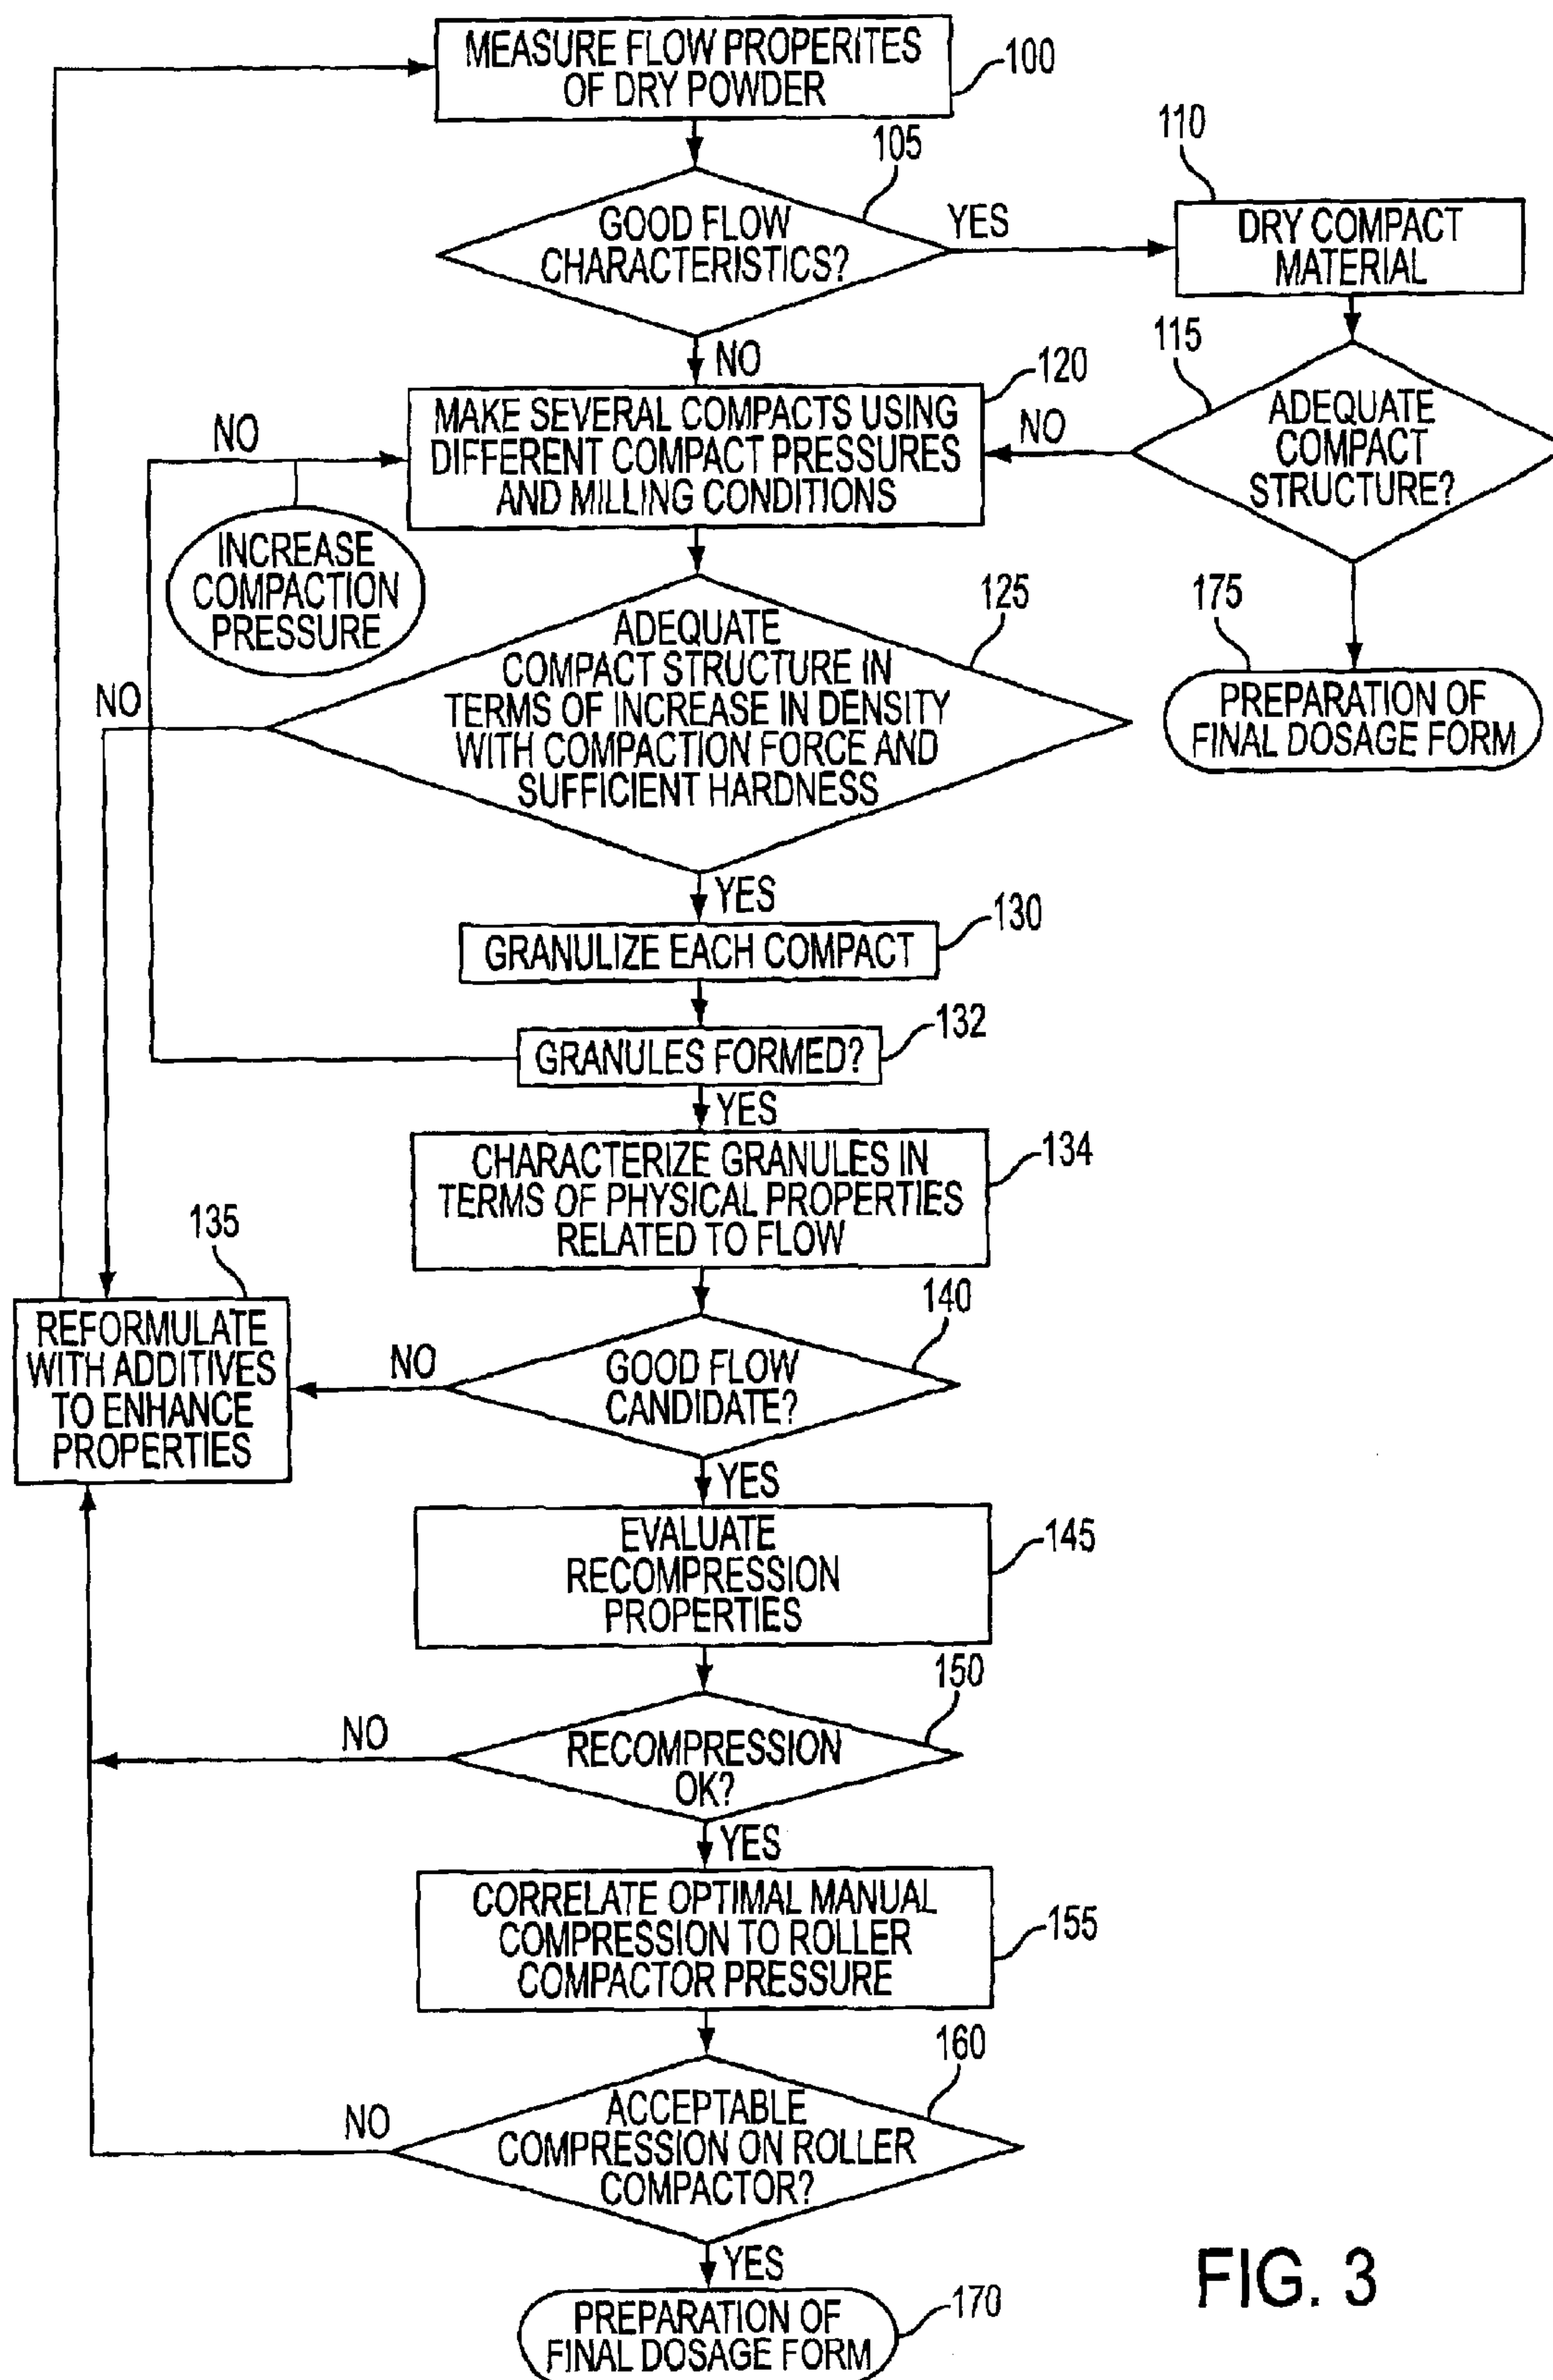 MEASURE FLOW PROPERITES
OF DRY POWDER
100
105
GOOD FLOW
CHARACTERISTICS?
YES
110
DRY COMPACT
MATERIAL
NO
115
ADEQUATE
COMPACT
STRUCTURE?
NO
120
MAKE SEVERAL COMPACTS USING
DIFFERENT COMPACT PRESSURES
AND MILLING CONDITIONS
NO
INCREASE
COMPACTION
PRESSURE
175
PREPARATION OF
FINAL DOSAGE FORM
125
ADEQUATE
COMPACT STRUCTURE IN
TERMS OF INCREASE IN DENSITY
WITH COMPACTION FORCE AND
SUFFICIENT HARDNESS
NO
YES
GRANULIZE EACH COMPACT
130
GRANULES FORMED?
132
YES
CHARACTERIZE GRANULES IN
TERMS OF PHYSICAL PROPERTIES
RELATED TO FLOW
134
135
REFORMULATE
WITH ADDITIVES
TO ENHANCE
PROPERTIES
NO
140
GOOD FLOW
CANDIDATE?
YES
EVALUATE
RECOMPRESSION
PROPERTIES
145
150
NO
RECOMPRESSION
OK?
YES
CORRELATE OPTIMAL MANUAL
COMPRESSION TO ROLLER
COMPACTOR PRESSURE
155
160
NO
ACCEPTABLE
COMPRESSION ON ROLLER
COMPACTOR?
YES
PREPARATION OF
FINAL DOSAGE FORM
170
FIG. 3